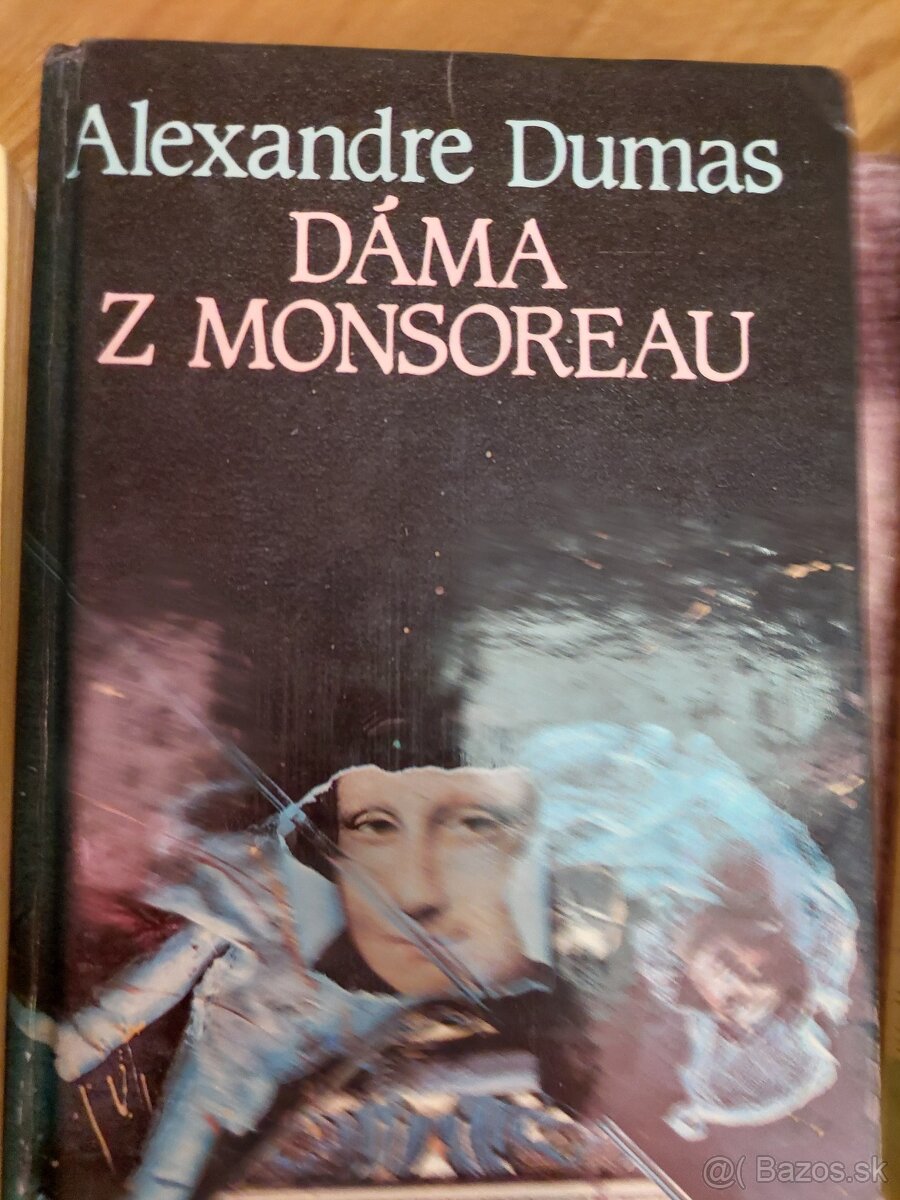 Alexandre Dumas
DÁMA
Z MONSOREAU
@( Bazos.sk